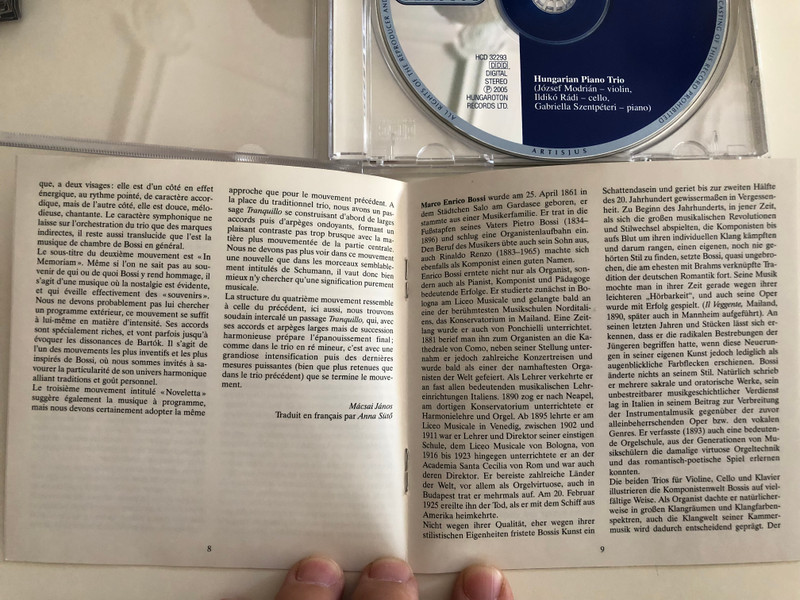 ALL RIGHTS OF THE REPRODUCER AND
CASTING OF THIS RECORD PROHIBITED
HCD 32293
DDD
DIGITAL
STEREO
Ⓟ 2005
HUNGAROTON
RECORDS LTD.
Hungarian Piano Trio
(József Modrián – violin,
Ildikó Rádi – cello,
Gabriella Szentpéteri – piano)
ARTISJUS
que, a deux visages : elle est d'un côté en effet
énergique, au rythme pointé, de caractère accor-
dique, mais de l'autre côté, elle est douce, mélo-
dieuse, chantante. Le caractère symphonique ne
laisse sur l'orchestration du trio que des marques
indirectes, il reste aussi translucide que l'est la
musique de chambre de Bossi en général.
Le sous-titre du deuxième mouvement est «In
Memoriam». Même si l'on ne sait pas au sou-
venir de qui ou de quoi Bossi y rend hommage, il
s'agit d'une musique où la nostalgie est évidente,
et qui éveille effectivement des «souvenirs».
Nous ne devons probablement pas lui chercher
un programme extérieur, ce mouvement se suffit
à lui-même en matière d'intensité. Ses accords
sont spécialement riches, et vont parfois jusqu'à
évoquer les dissonances de Bartók. Il s'agit de
l'un des mouvements les plus inventifs et les plus
inspirés de Bossi, où nous sommes invités à sa-
vourer la particularité de son univers harmonique
alliant traditions et goût personnel.
Le troisième mouvement intitulé «Noveletta»
suggère également la musique à programme,
mais nous devons certainement adopter la même
approche que pour le mouvement précédent. A
la place du traditionnel trio, nous avons un pas-
sage Tranquillo se construisant d'abord de larges
accords puis d'arpèges ondoyants, formant un
plaisant contraste pas trop brusque avec la ma-
tière plus mouvementée de la partie centrale.
Nous ne devons pas plus voir dans ce mouvement
une nouvelle que dans les morceaux semblable-
ment intitulés de Schumann, il vaut donc bien
mieux n'y chercher qu'une signification purement
musicale.
La structure du quatrième mouvement ressemble
à celle du précédent, ici aussi, nous trouvons
soudain intercalé un passage Tranquillo, qui, avec
ses accords et arpèges larges mais de succession
harmonieuse prépare l'épanouissement final ;
comme dans le trio en ré mineur, c'est avec une
grandiose intensification puis des dernières
mesures puissantes (bien que plus retenues que
dans le trio précédent) que se termine le mouve-
ment.
Mácsai János
Traduit en français par Anna Sütő
8
Marco Enrico Bossi wurde am 25. April 1861 in
dem Städtchen Salo am Gardasee geboren, er
stammte aus einer Musikerfamilie. Er trat in die
Fußstapfen seines Vaters Pietro Bossi (1834–
1896) und schlug eine Organistenlaufbahn ein.
Den Beruf des Musikers übte auch sein Sohn aus,
auch Rinaldo Renzo (1883–1965) machte sich
ebenfalls als Komponist einen guten Namen.
Enrico Bossi erntete nicht nur als Organist, son-
dern auch als Pianist, Komponist und Pädagoge
bedeutende Erfolge. Er studierte zunächst in Bo-
logna am Liceo Musicale und gelangte bald an
eine der berühmtesten Musikschulen Norditali-
ens, das Konservatorium in Mailand. Eine Zeit-
lang wurde er auch von Ponchielli unterrichtet.
1881 berief man ihn zum Organisten an die Ka-
thedrale von Como, neben seiner Stellung unter-
nahm er jedoch zahlreiche Konzertreisen und
wurde bald als einer der namhaftesten Organis-
ten der Welt gefeiert. Als Lehrer verkehrte er
an fast allen bedeutenden musikalischen Lehr-
einrichtungen Italiens. 1890 zog er nach Neapel,
am dortigen Konservatorium unterrichtete er
Harmonielehre und Orgel. Ab 1895 lehrte er am
Liceo Musicale in Venedig, zwischen 1902 und
1911 war er Lehrer und Direktor seiner einstigen
Schule, dem Liceo Musicale von Bologna, von
1916 bis 1923 hingegen unterrichtete er an der
Academia Santa Cecilia von Rom und war auch
deren Direktor. Er bereiste zahlreiche Länder
der Welt, vor allem als Orgelvirtuose, auch in
Budapest trat er mehrmals auf. Am 20. Februar
1925 ereilte ihn der Tod, als er mit dem Schiff aus
Amerika heimkehrte.
Nicht wegen ihrer Qualität, eher wegen ihrer
stilistischen Eigenheiten fristete Bossis Kunst ein
Schattendasein und geriet bis zur zweiten Hälfte
des 20. Jahrhundert gewissermaßen in Vergessen-
heit. Zu Beginn des Jahrhunderts, in jener Zeit,
als sich die großen musikalischen Revolutionen
und Stilwechsel abspielten, die Komponisten bis
aufs Blut um ihren individuellen Klang kämpften
und darum rangen, einen eigenen, noch nie ge-
hörten Stil zu finden, setzte Bossi, quasi ungebro-
chen, die am ehesten mit Brahms verknüpfte Tra-
dition der deutschen Romantik fort. Seine Musik
mochte man in ihrer Zeit gerade wegen ihrer
leichteren „Hörbarkeit“, und auch seine Oper
wurde mit Erfolg gespielt. (Il Veggente, Mailand,
1890, später auch in Mannheim aufgeführt). An
seinen letzten Jahren und Stücken lässt sich er-
kennen, dass er die radikalen Bestrebungen der
Jüngeren begriffen hatte, wenn diese Neuerun-
gen in seiner eigenen Kunst jedoch lediglich als
augenblickliche Farbflecken erschienen. Bossi
änderte nichts an seinem Stil. Natürlich schrieb
er mehrere sakrale und oratorische Werke, sein
unbestreitbarer musikgeschichtlicher Verdienst
lag in Italien in seinem Beitrag zur Verbreitung
der Instrumentalmusik gegenüber der zuvor
alleinbeherrschenden Oper bzw. den vokalen
Genres. Er verfasste (1893) auch eine bedeuten-
de Orgelschule, aus der Generationen von Mu-
sikschülern die damalige virtuose Orgeltechnik
und das romantisch-poetische Spiel erlernen
konnten.
Die beiden Trios für Violine, Cello und Klavier
illustrieren die Komponistenwelt Bossis auf viel-
fältige Weise. Als Organist dachte er natürlicher-
weise in großen Klangräumen und Klangfarben-
spektren, auch die Klangwelt seiner Kammer-
musik wird dadurch entscheidend geprägt. Der
9